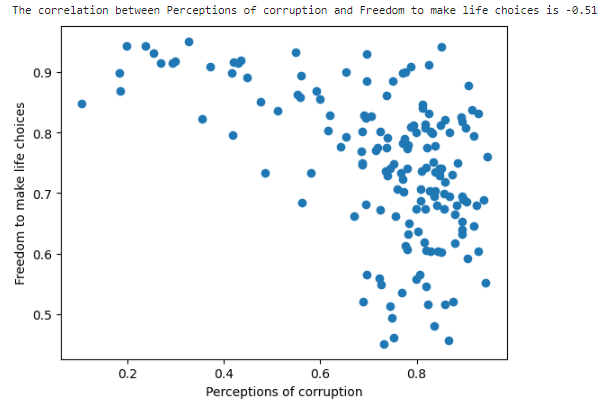 The correlation between Perceptions of corruption and Freedom to make life choices is -0.51
0.9
0.8
0.7
0.6
0.5
Freedom to make life choices
0.2 0.4 0.6 0.8
Perceptions of corruption